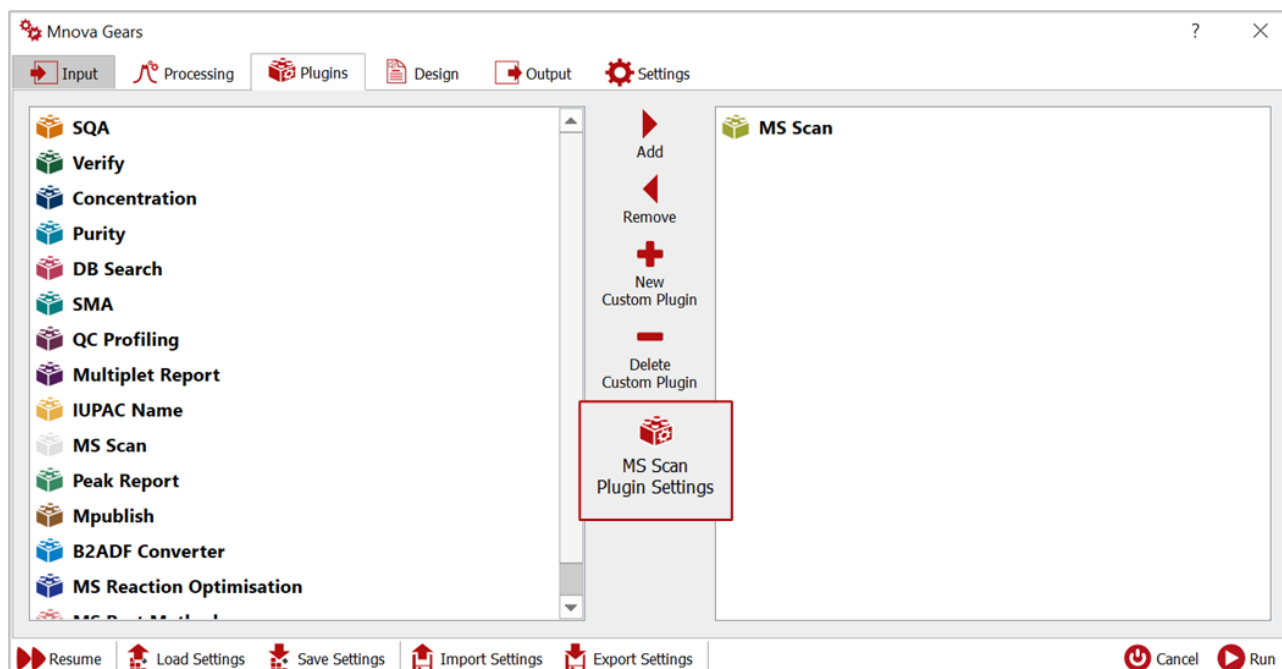 Mnova Gears
?
Input
Processing
Plugins
Design
Output
Settings
SQA
Verify
Concentration
Purity
DB Search
SMA
QC Profiling
Multiplet Report
IUPAC Name
MS Scan
Peak Report
Mpublish
B2ADF Converter
MS Reaction Optimisation
Add
Remove
New
Custom Plugin
Delete
Custom Plugin
MS Scan
Plugin Settings
MS Scan
Resume
Load Settings
Save Settings
Import Settings
Export Settings
Cancel
Run